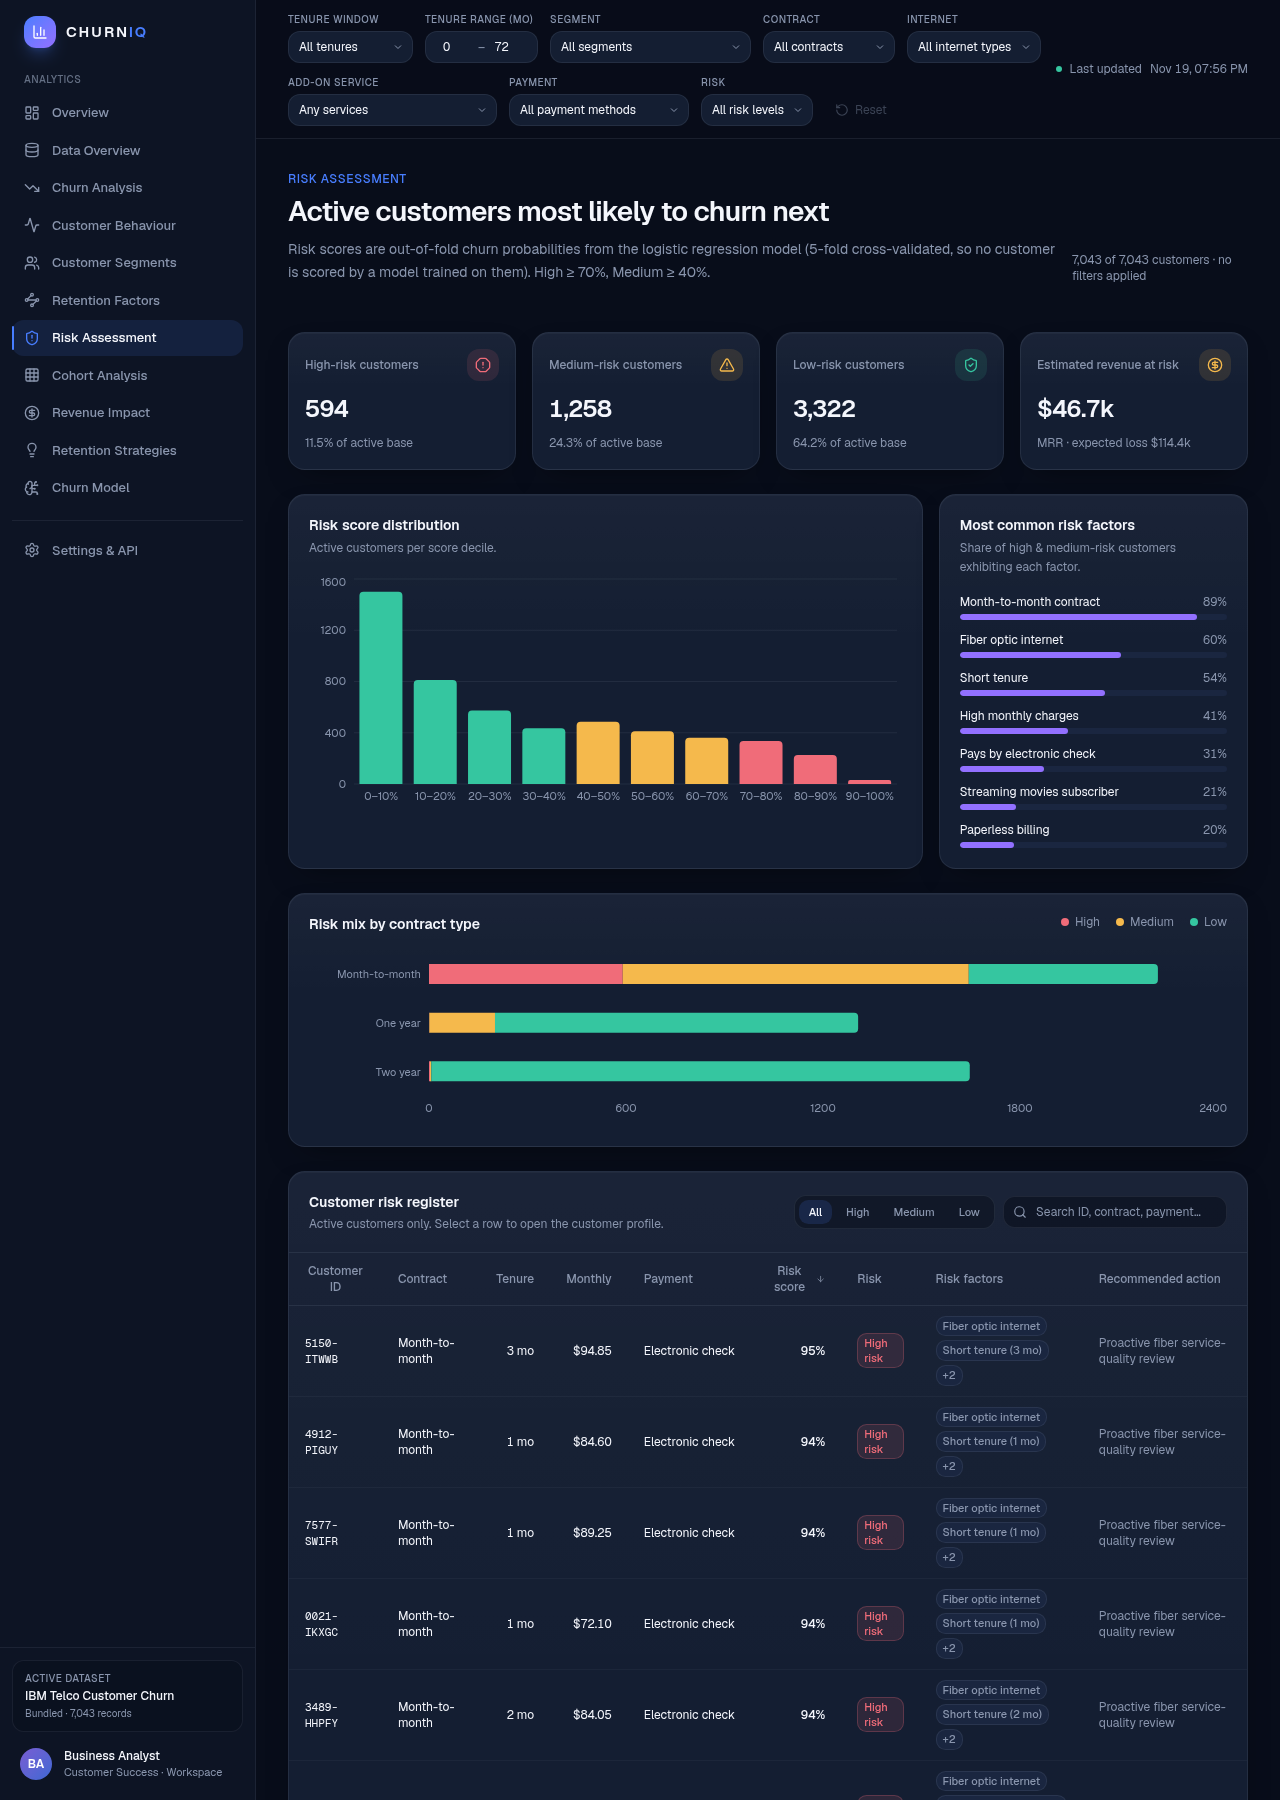 CHURNIQ
ANALYTICS
Overview
Data Overview
Churn Analysis
Customer Behaviour
Customer Segments
Retention Factors
Risk Assessment
Cohort Analysis
Revenue Impact
Retention Strategies
Churn Model
Settings & API
ACTIVE DATASET
IBM Telco Customer Churn
Bundled · 7,043 records
BA
Business Analyst
Customer Success · Workspace
TENURE WINDOW
All tenures
TENURE RANGE (MO)
0 – 72
SEGMENT
All segments
CONTRACT
All contracts
INTERNET
All internet types
ADD-ON SERVICE
Any services
PAYMENT
All payment methods
RISK
All risk levels
Reset
Last updated Nov 19, 07:56 PM
RISK ASSESSMENT
Active customers most likely to churn next
Risk scores are out-of-fold churn probabilities from the logistic regression model (5-fold cross-validated, so no customer
is scored by a model trained on them). High ≥ 70%, Medium ≥ 40%.
7,043 of 7,043 customers · no
filters applied
High-risk customers
594
11.5% of active base
Medium-risk customers
1,258
24.3% of active base
Low-risk customers
3,322
64.2% of active base
Estimated revenue at risk
$46.7k
MRR · expected loss $114.4k
Risk score distribution
Active customers per score decile.
1600
1200
800
400
0
0–10% 10–20% 20–30% 30–40% 40–50% 50–60% 60–70% 70–80% 80–90% 90–100%
Most common risk factors
Share of high & medium-risk customers
exhibiting each factor.
Month-to-month contract 89%
Fiber optic internet 60%
Short tenure 54%
High monthly charges 41%
Pays by electronic check 31%
Streaming movies subscriber 21%
Paperless billing 20%
Risk mix by contract type
High Medium Low
Month-to-month
One year
Two year
0 600 1200 1800 2400
Customer risk register
Active customers only. Select a row to open the customer profile.
All High Medium Low
Search ID, contract, payment…
Customer ID Contract Tenure Monthly Payment Risk score ↓ Risk Risk factors Recommended action
5150-ITWWB Month-to-month 3 mo $94.85 Electronic check 95% High risk Fiber optic internet Short tenure (3 mo) +2 Proactive fiber service-quality review
4912-PIGUY Month-to-month 1 mo $84.60 Electronic check 94% High risk Fiber optic internet Short tenure (1 mo) +2 Proactive fiber service-quality review
7577-SWIFR Month-to-month 1 mo $89.25 Electronic check 94% High risk Fiber optic internet Short tenure (1 mo) +2 Proactive fiber service-quality review
0021-IKXGC Month-to-month 1 mo $72.10 Electronic check 94% High risk Fiber optic internet Short tenure (1 mo) +2 Proactive fiber service-quality review
3489-HHPFY Month-to-month 2 mo $84.05 Electronic check 94% High risk Fiber optic internet Short tenure (2 mo) +2 Proactive fiber service-quality review
Fiber optic internet